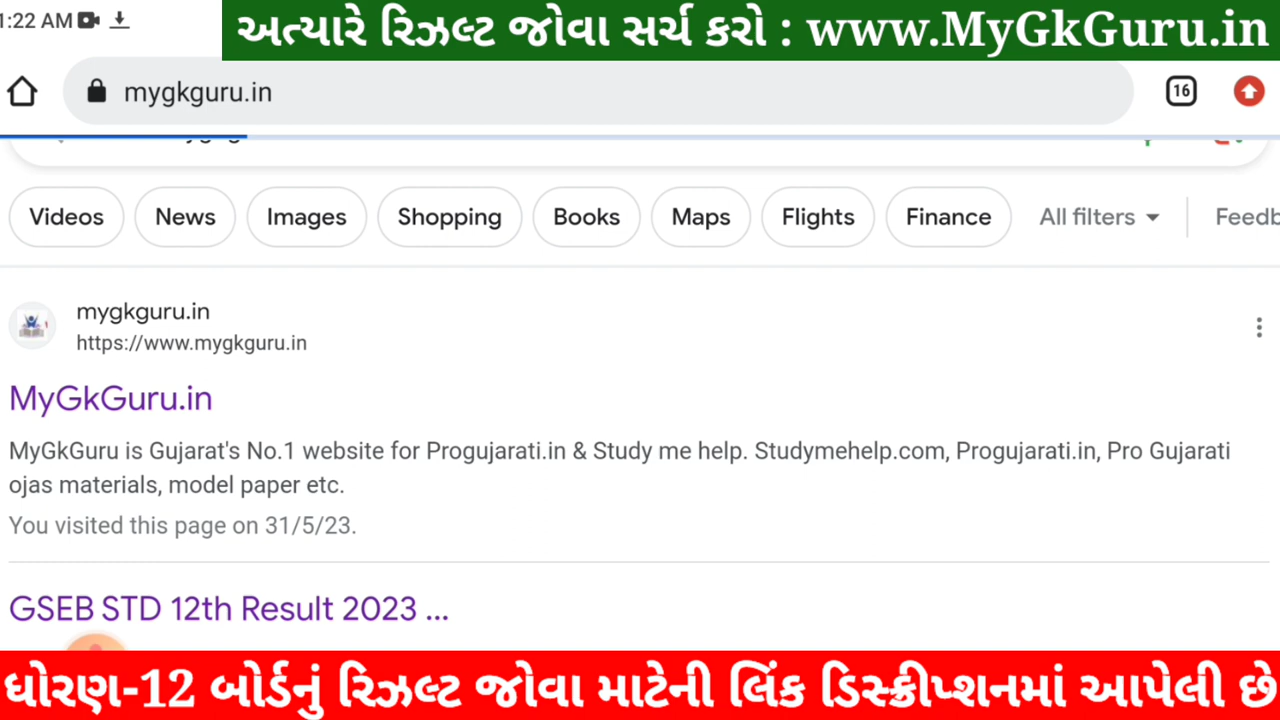 1:22 AM
અત્યારે રિઝલ્ટ જોવા સર્ચ કરો : www.MyGkGuru.in
mygkguru.in
16
Videos News Images Shopping Books Maps Flights Finance All filters Feedb
mygkguru.in
https://www.mygkguru.in
MyGkGuru.in
MyGkGuru is Gujarat's No.1 website for Progujarati.in & Study me help. Studymehelp.com, Progujarati.in, Pro Gujarati
ojas materials, model paper etc.
You visited this page on 31/5/23.
GSEB STD 12th Result 2023 ...
ધોરણ-12 બોર્ડનું રિઝલ્ટ જોવા માટેની લિંક ડિસ્ક્રીપ્શનમાં આપેલી છે